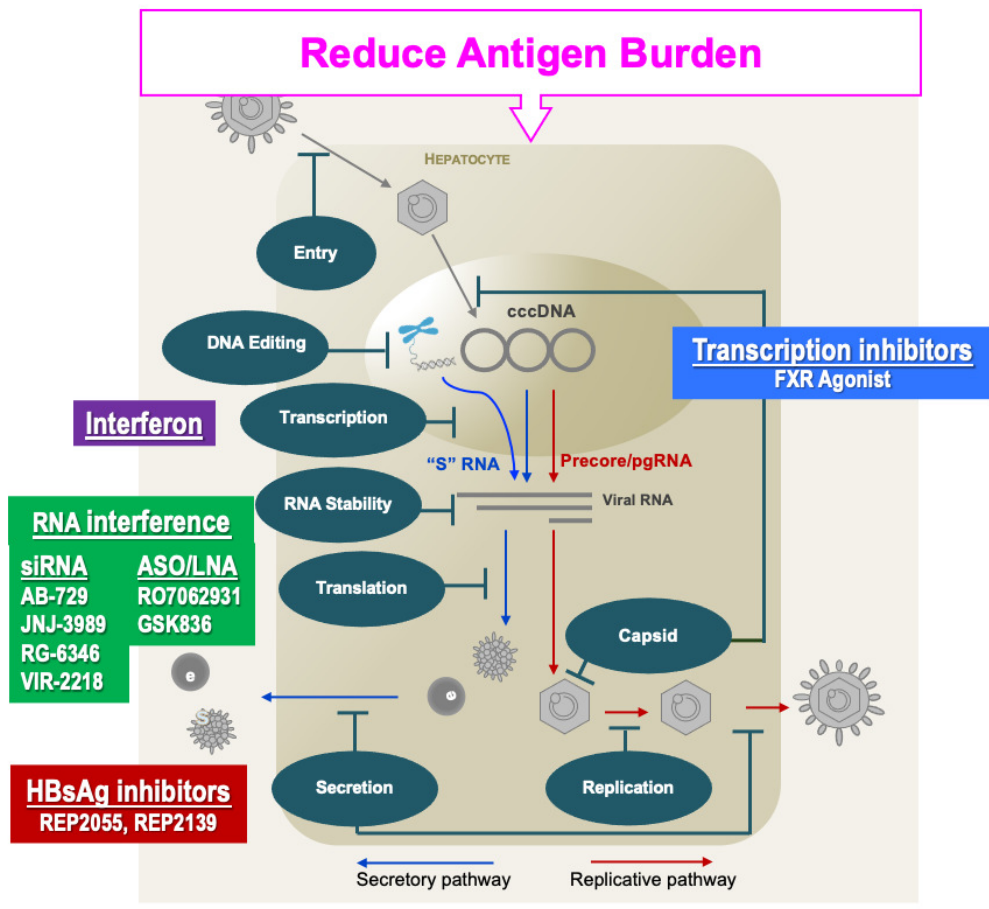 Reduce Antigen Burden
HEPATOCYTE
Entry
cccDNA
DNA Editing
Transcription inhibitors
FXR Agonist
Interferon
Transcription
“S” RNA
Precore/pgRNA
RNA Stability
Viral RNA
RNA interference
siRNA
AB-729
JNJ-3989
RG-6346
VIR-2218
ASO/LNA
RO7062931
GSK836
Translation
Capsid
e
e
S
HBsAg inhibitors
REP2055, REP2139
Secretion
Replication
Secretory pathway
Replicative pathway